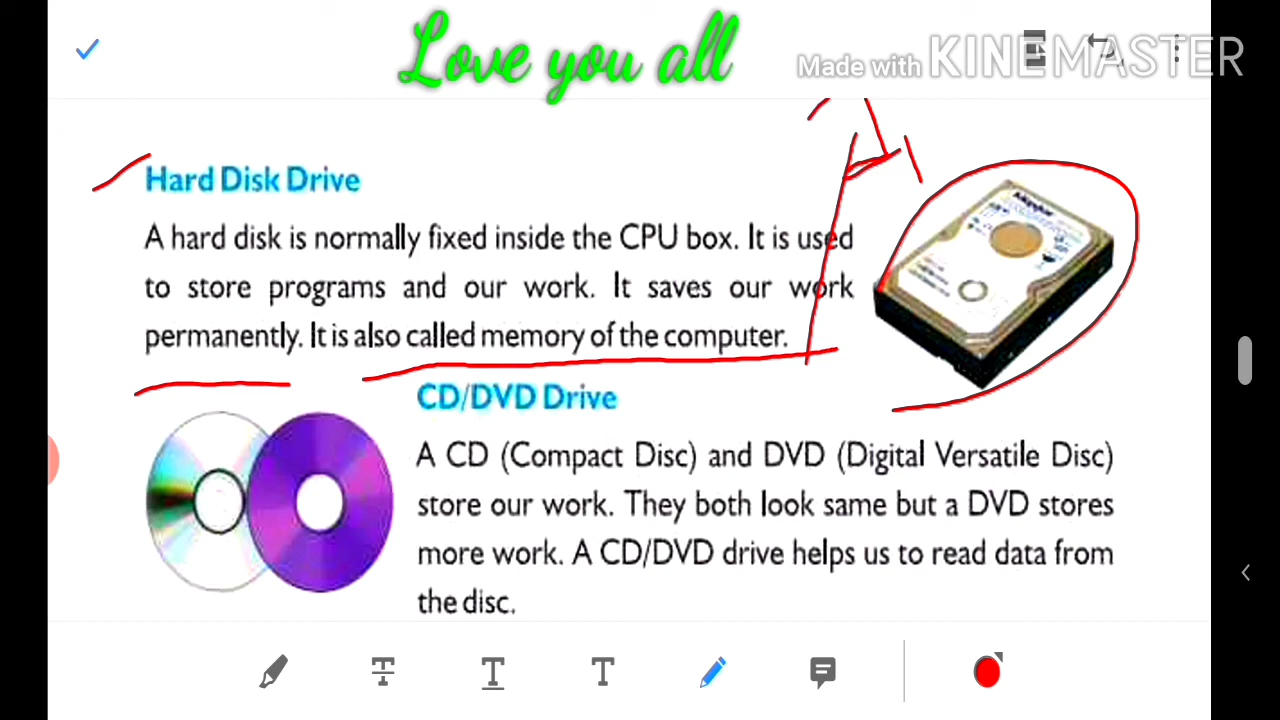 Love you all
Made with KINEMASTER
Hard Disk Drive
A hard disk is normally fixed inside the CPU box. It is used
to store programs and our work. It saves our work
permanently. It is also called memory of the computer.
CD/DVD Drive
A CD (Compact Disc) and DVD (Digital Versatile Disc)
store our work. They both look same but a DVD stores
more work. A CD/DVD drive helps us to read data from
the disc.